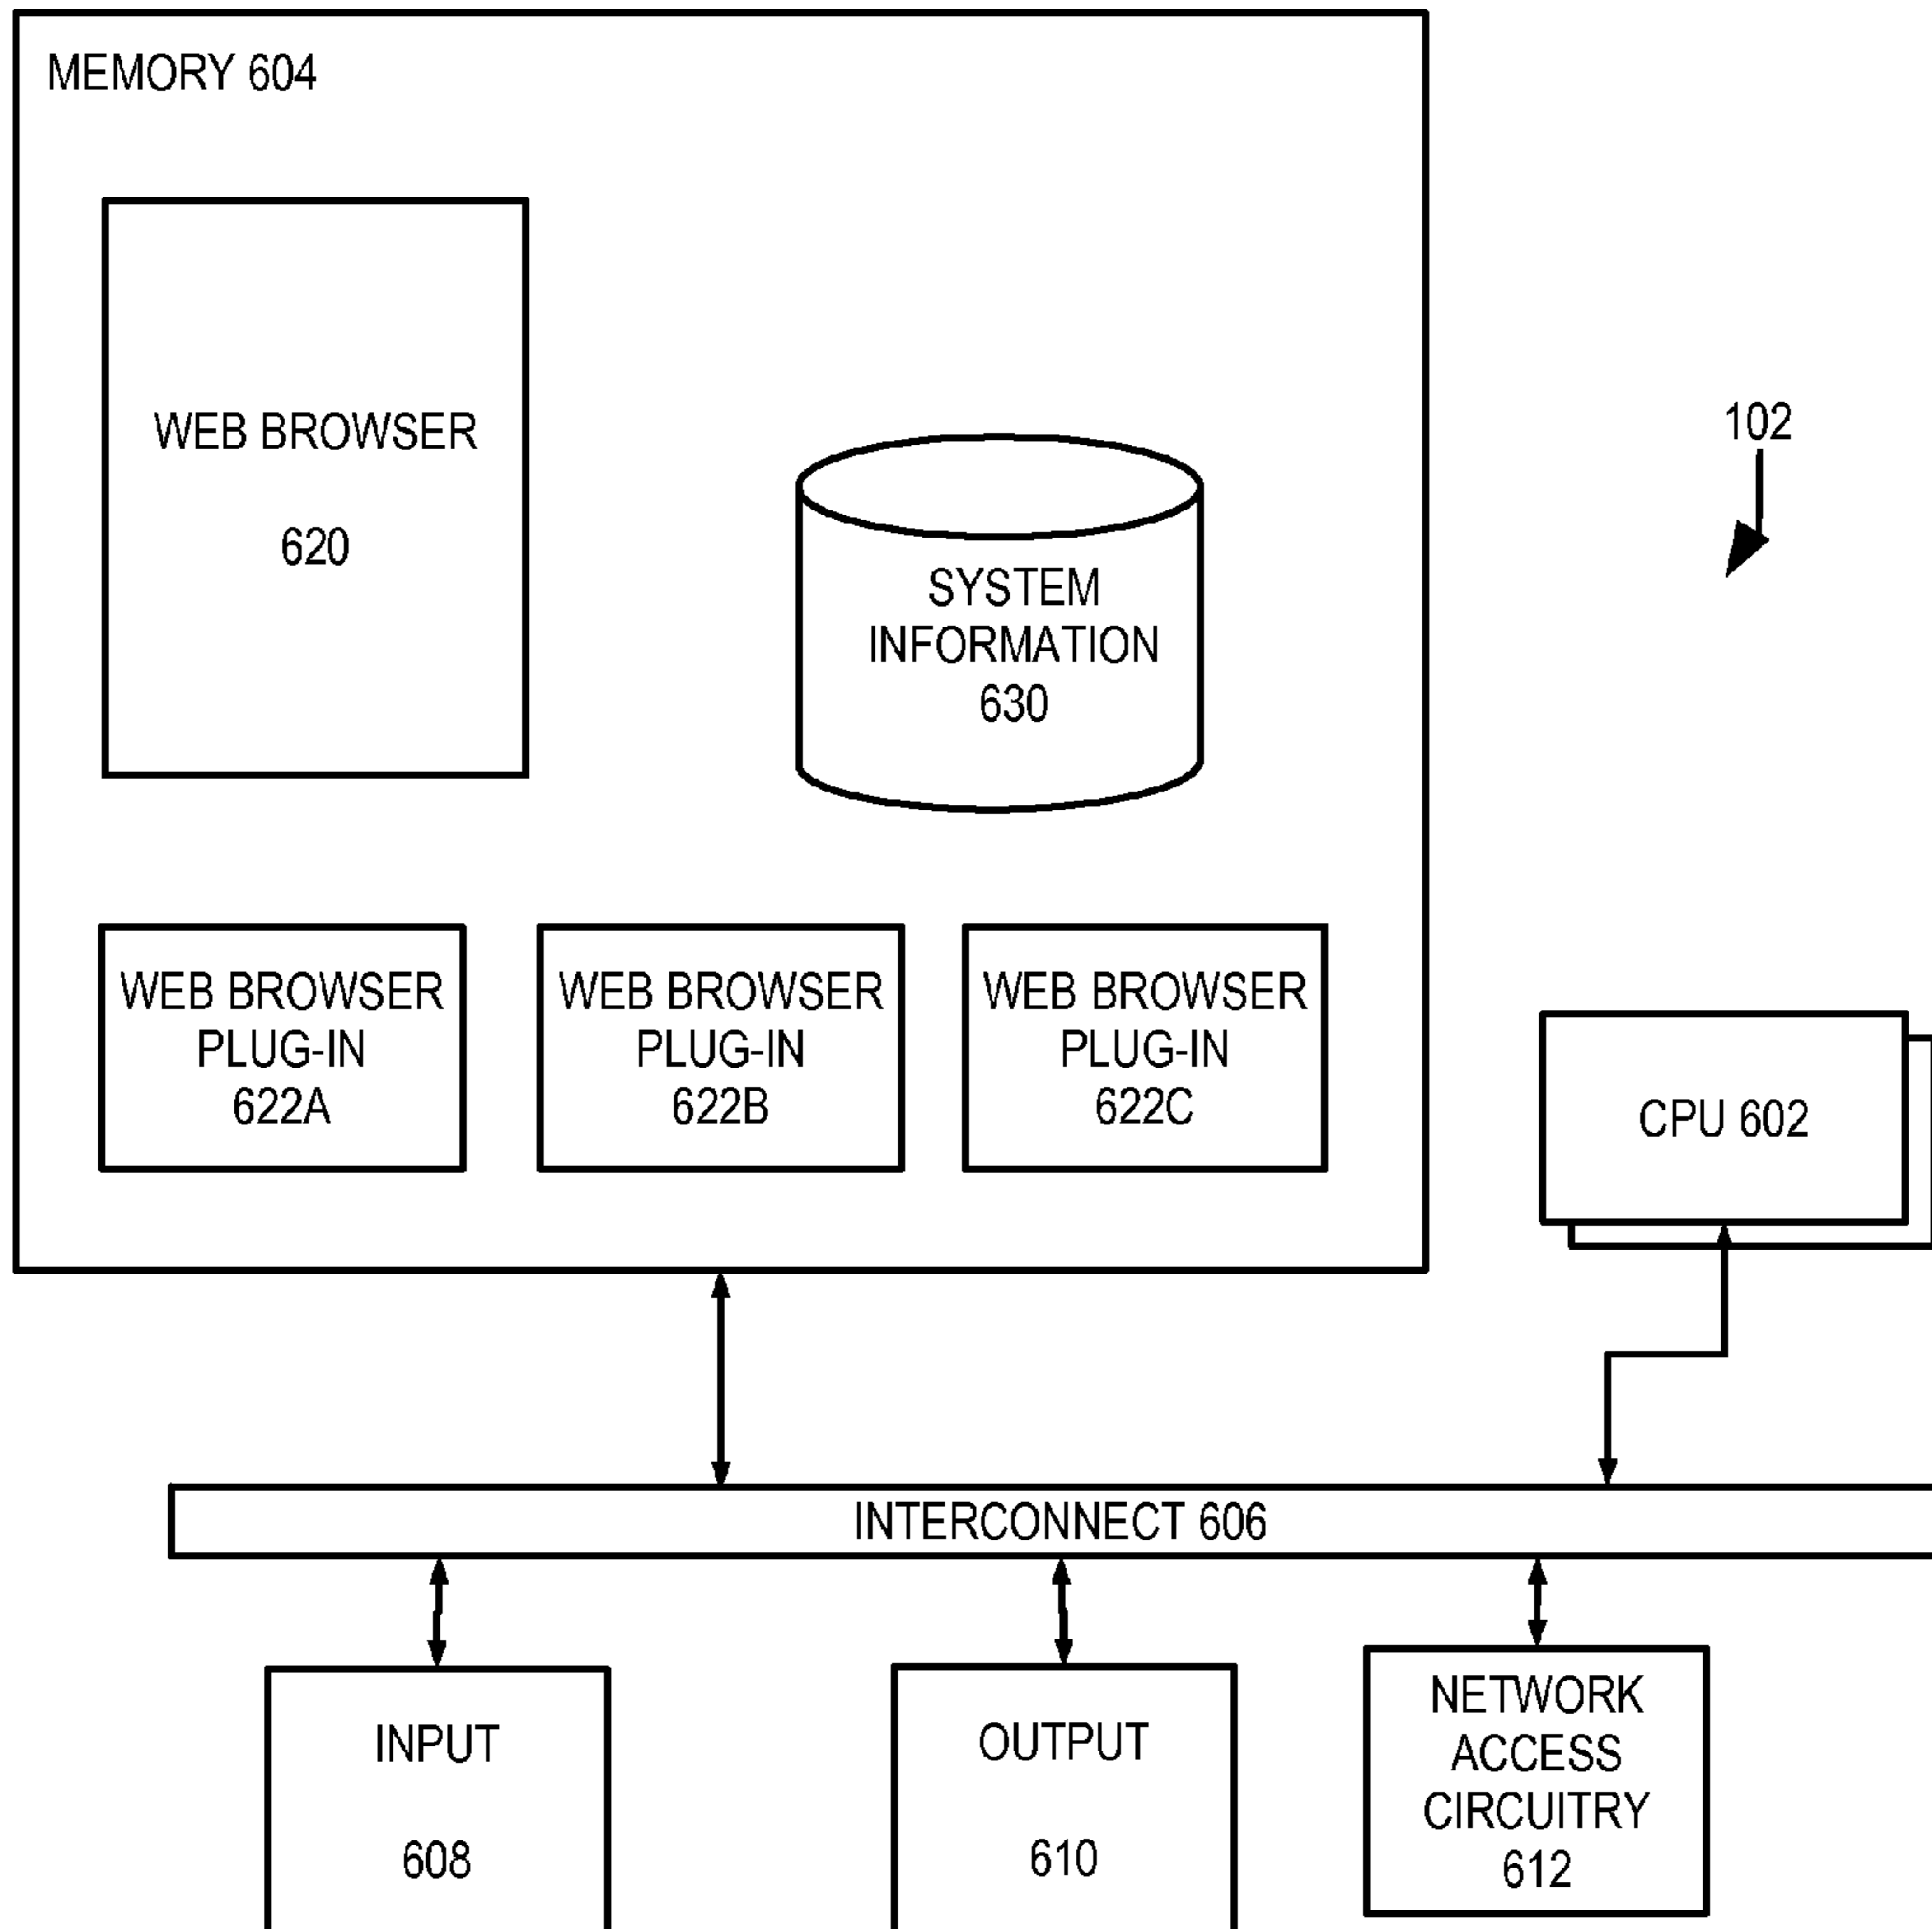 MEMORY 604
WEB BROWSER
620
SYSTEM
INFORMATION
630
102
WEB BROWSER
PLUG-IN
622A
WEB BROWSER
PLUG-IN
622B
WEB BROWSER
PLUG-IN
622C
CPU 602
INTERCONNECT 606
INPUT
608
OUTPUT
610
NETWORK
ACCESS
CIRCUITRY
612